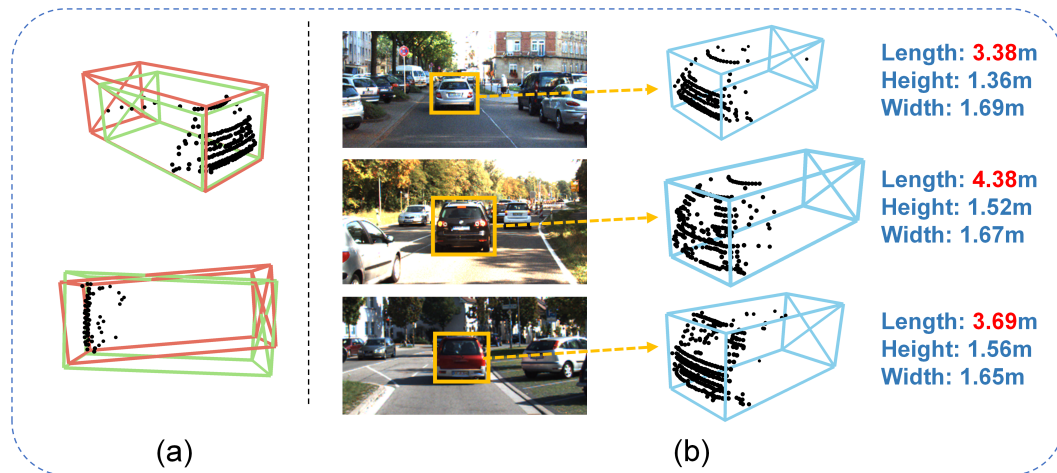 Length: 3.38m
Height: 1.36m
Width: 1.69m
Length: 4.38m
Height: 1.52m
Width: 1.67m
Length: 3.69m
Height: 1.56m
Width: 1.65m
(a)
(b)